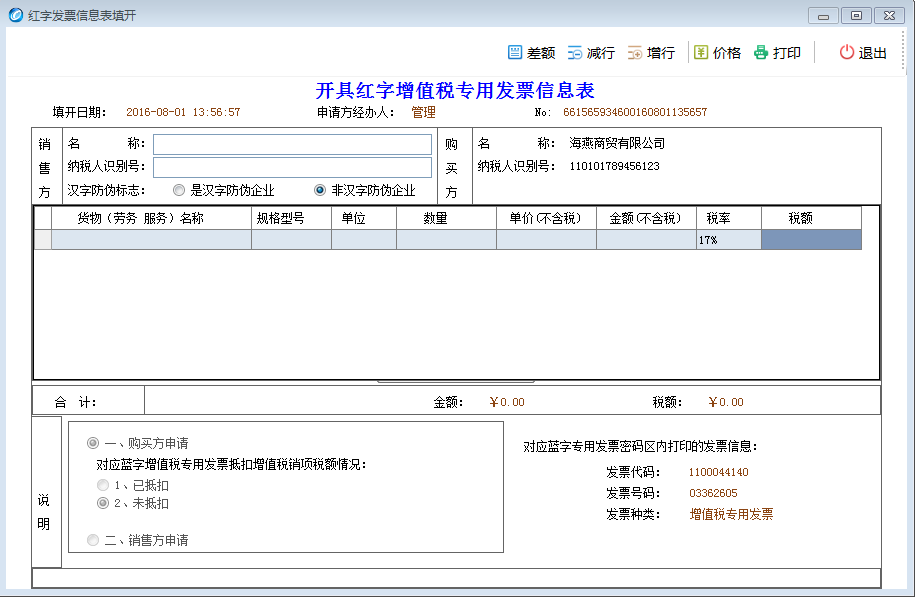 红字发票信息表填开
差额 减行 增行 价格 打印 退出
开具红字增值税专用发票信息表
填开日期： 2016-08-01 13:56:57 申请方经办人： 管理 No: 661565934600160801135657
销售方
名 称：
纳税人识别号：
汉字防伪标志： 是汉字防伪企业 非汉字防伪企业
购买方
名 称： 海燕商贸有限公司
纳税人识别号： 110101789456123
货物（劳务 服务）名称 规格型号 单位 数量 单价(不含税) 金额(不含税) 税率 税额
17%
合 计： 金额： ￥0.00 税额： ￥0.00
说明
一、购买方申请
对应蓝字增值税专用发票抵扣增值税销项税额情况：
1、已抵扣
2、未抵扣
二、销售方申请
对应蓝字专用发票密码区内打印的发票信息：
发票代码： 1100044140
发票号码： 03362605
发票种类： 增值税专用发票